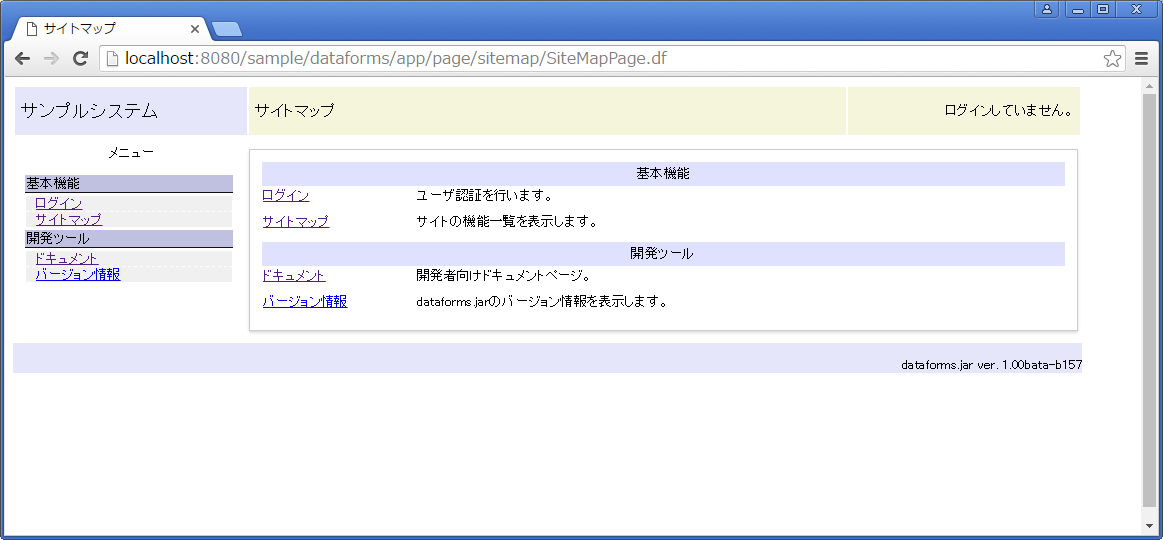 サイトマップ
localhost:8080/sample/dataforms/app/page/sitemap/SiteMapPage.df
サンプルシステム
サイトマップ
ログインしていません。
メニュー
基本機能
ログイン
サイトマップ
開発ツール
ドキュメント
バージョン情報
基本機能
ログイン ユーザ認証を行います。
サイトマップ サイトの機能一覧を表示します。
開発ツール
ドキュメント 開発者向けドキュメントページ。
バージョン情報 dataforms.jarのバージョン情報を表示します。
dataforms.jar ver. 1.00bata-b157